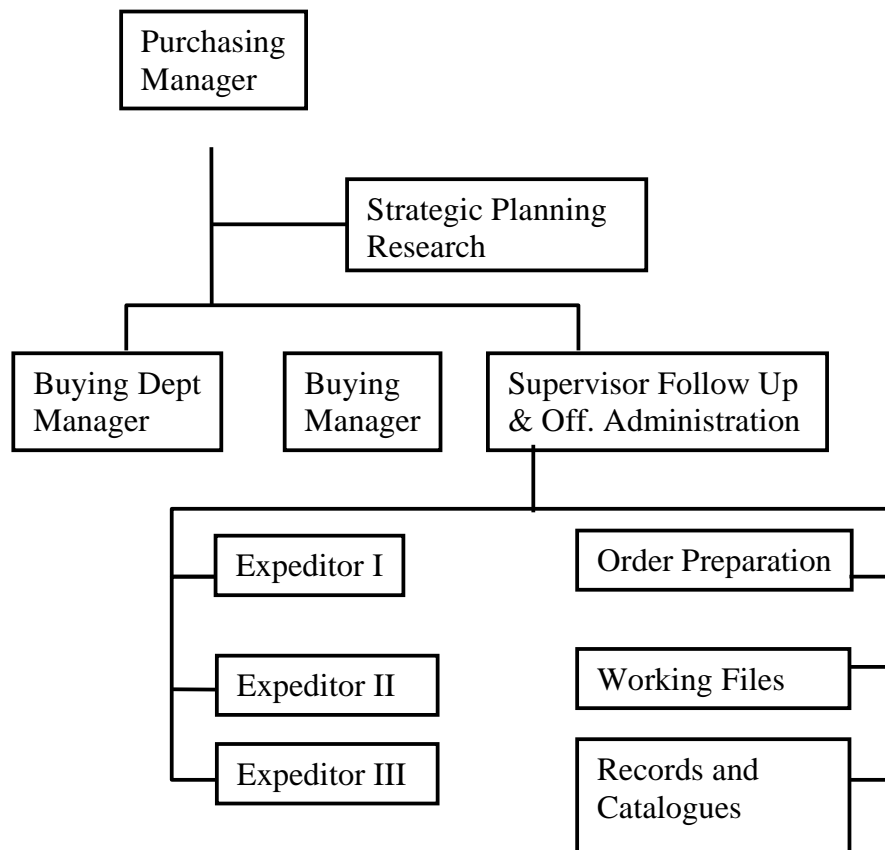 Purchasing
Manager
Strategic Planning
Research
Buying Dept
Manager
Buying
Manager
Supervisor Follow Up
& Off. Administration
Expeditor I
Order Preparation
Expeditor II
Working Files
Expeditor III
Records and
Catalogues